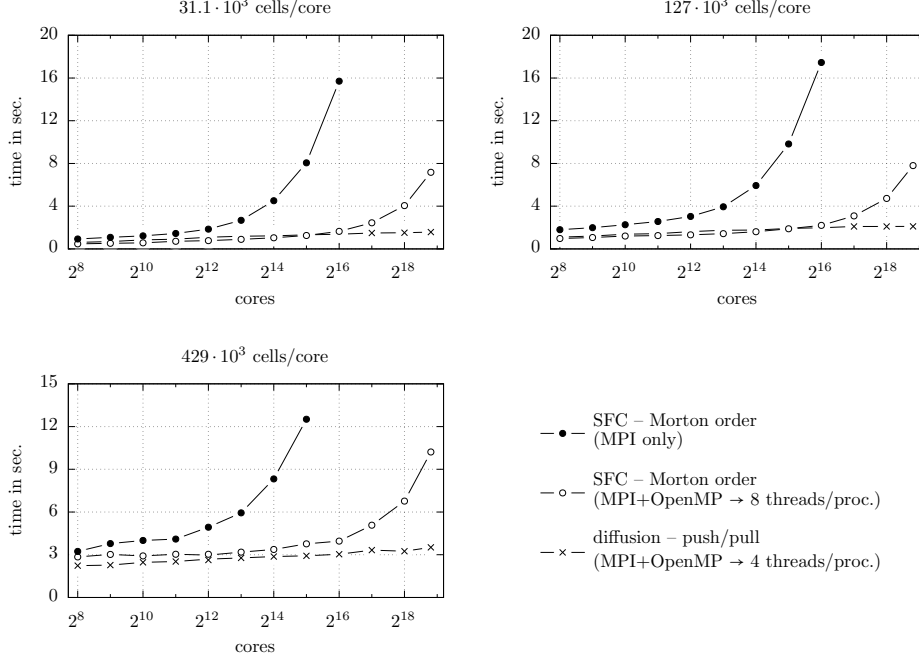 31.1 · 10³ cells/core
20
16
12
8
4
0
time in sec.
2⁸ 2¹⁰ 2¹² 2¹⁴ 2¹⁶ 2¹⁸
cores
127 · 10³ cells/core
20
16
12
8
4
0
time in sec.
2⁸ 2¹⁰ 2¹² 2¹⁴ 2¹⁶ 2¹⁸
cores
429 · 10³ cells/core
15
12
9
6
3
0
time in sec.
2⁸ 2¹⁰ 2¹² 2¹⁴ 2¹⁶ 2¹⁸
cores
SFC – Morton order
(MPI only)
SFC – Morton order
(MPI+OpenMP → 8 threads/proc.)
diffusion – push/pull
(MPI+OpenMP → 4 threads/proc.)